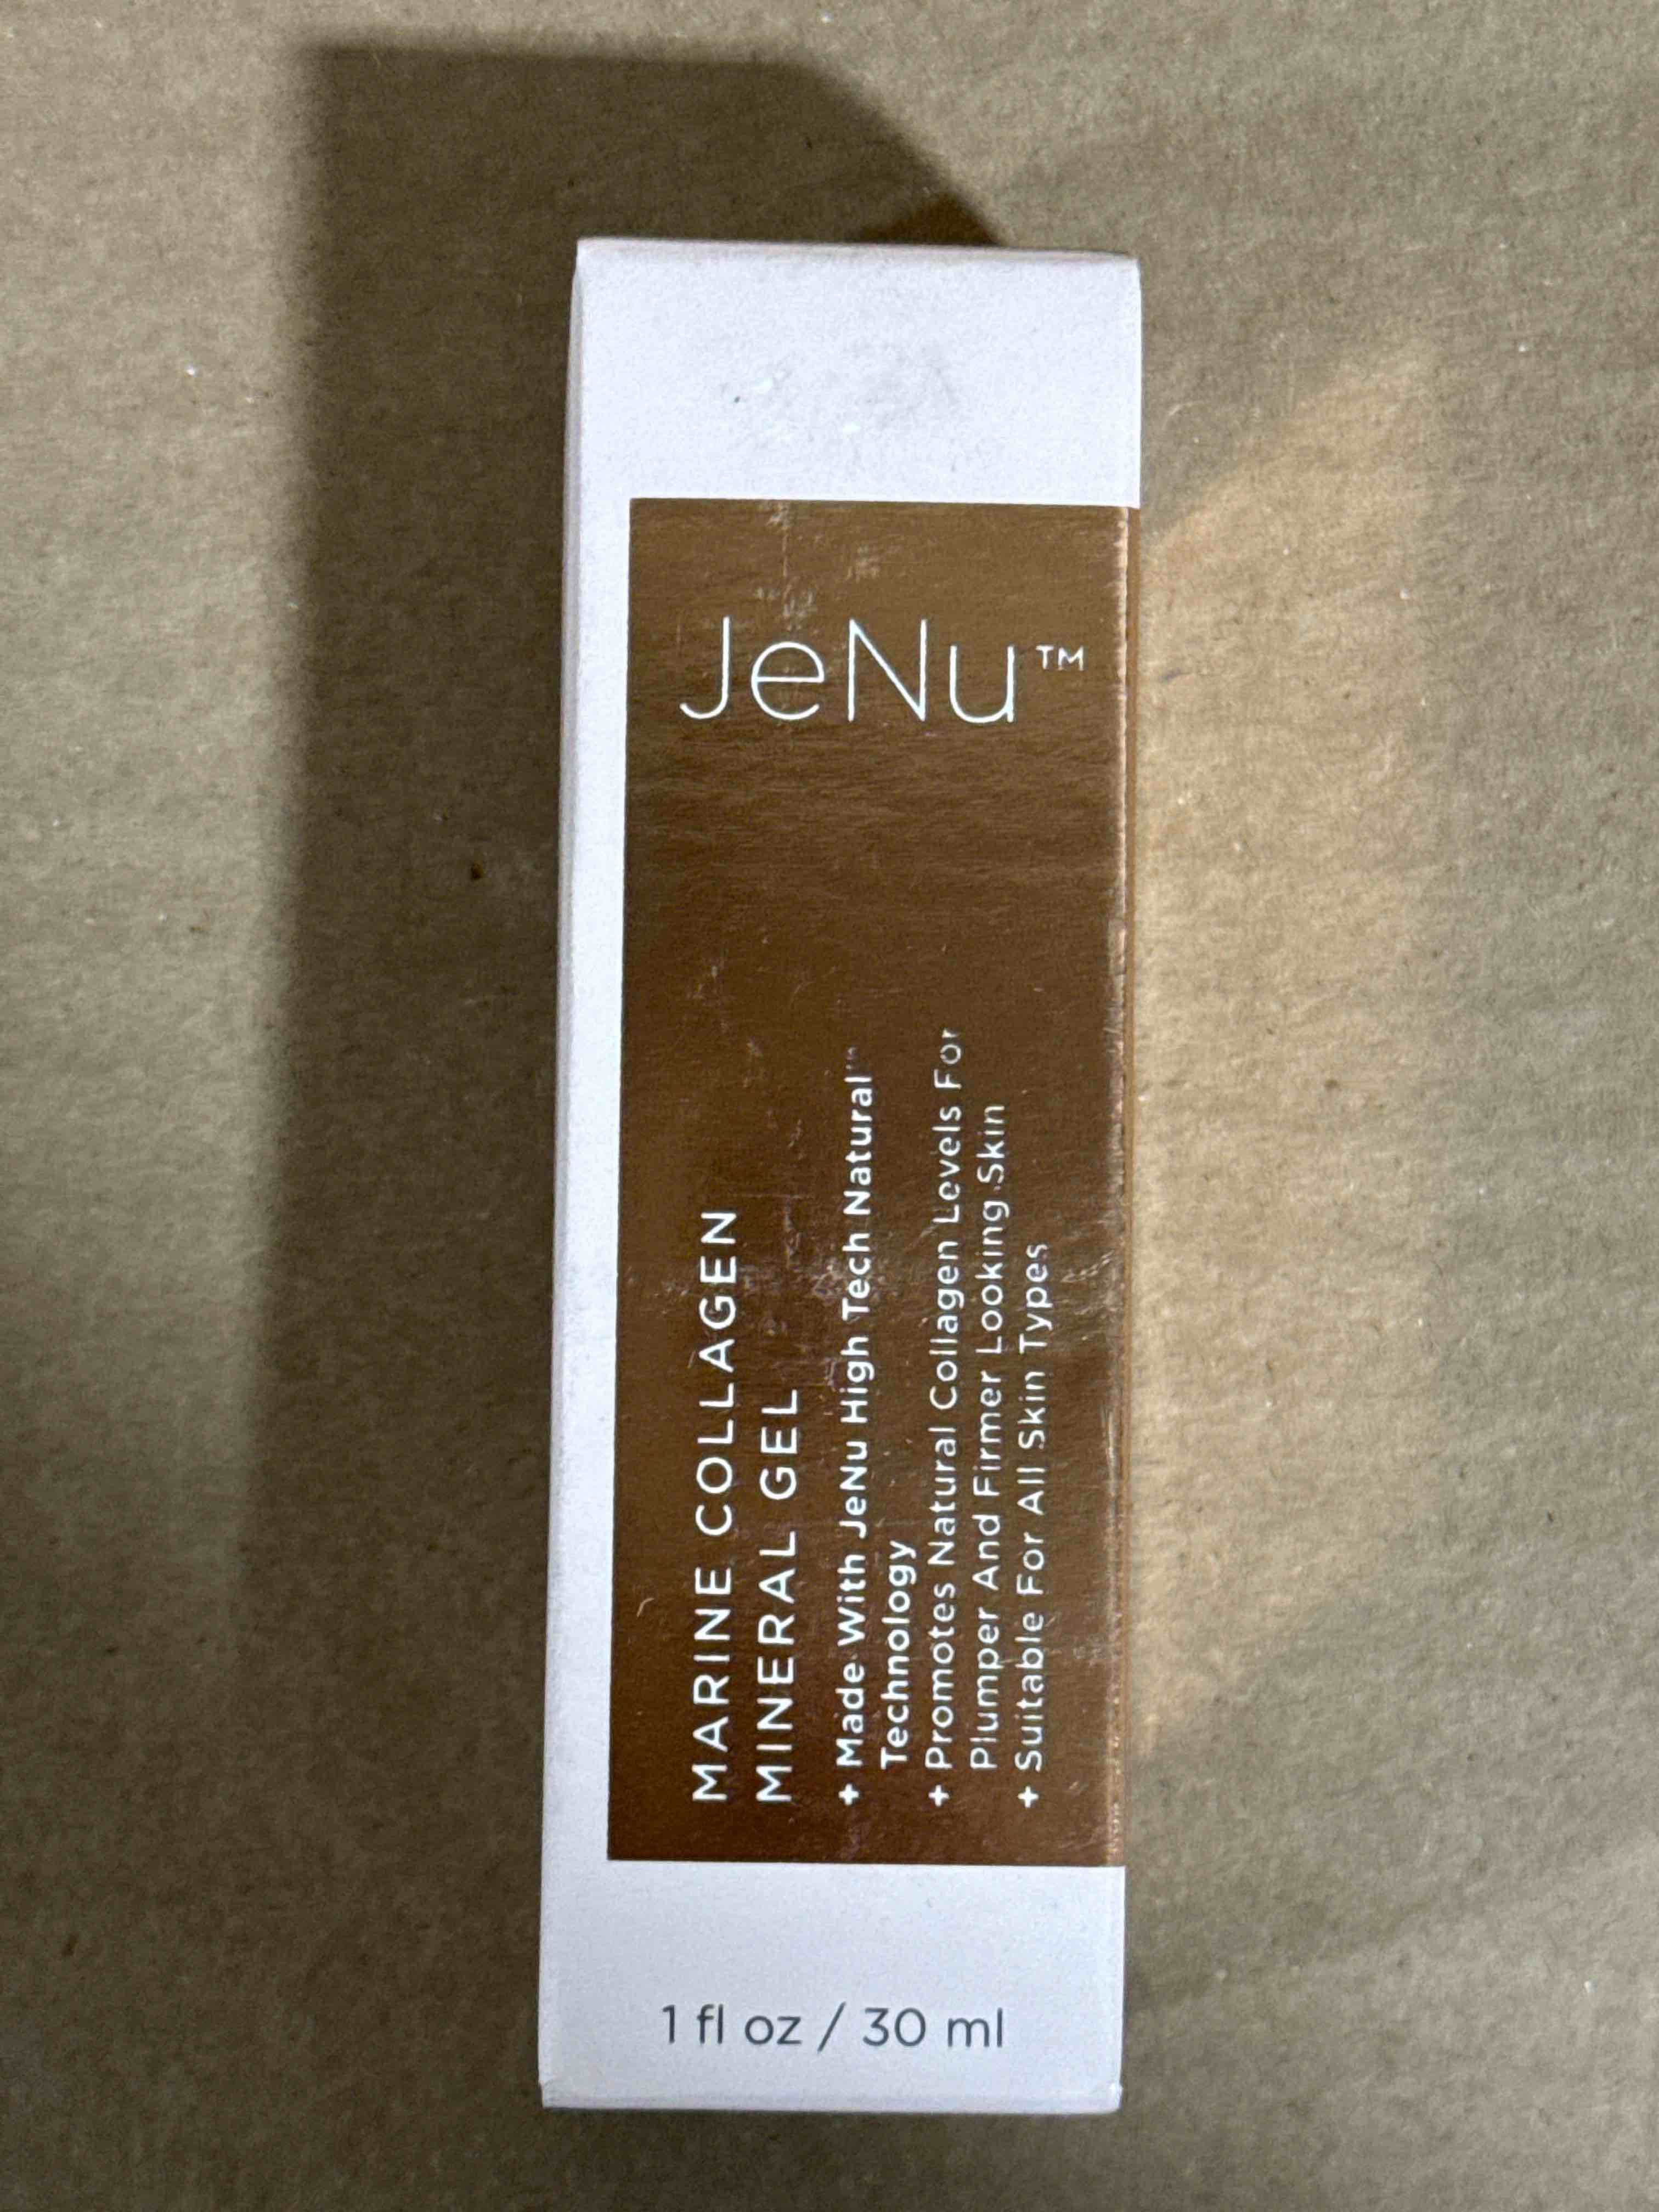 JeNu™
MARINE COLLAGEN
MINERAL GEL
+ Made With JeNu High Tech Natural™
Technology
+ Promotes Natural Collagen Levels For
Plumper And Firmer Looking Skin
+ Suitable For All Skin Types
1 fl oz / 30 ml